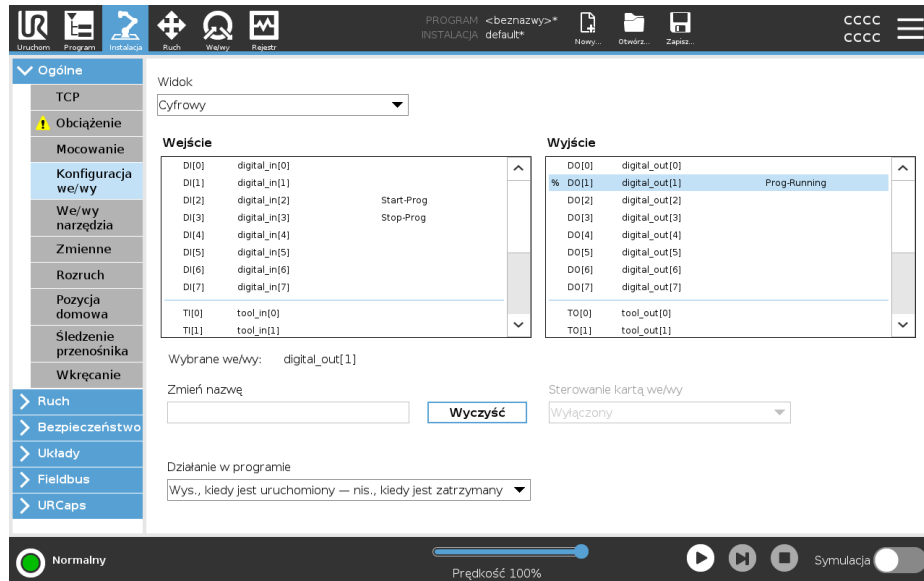 PROGRAM <beznazwy>*
INSTALACJA default*
CCCC
CCCC
Uruchom Program Instalacja Ruch We/wy Rejestr Nowy... Otwórz... Zapisz...
Ogólne
TCP
Obciążenie
Mocowanie
Konfiguracja
we/wy
We/wy
narzędzia
Zmienne
Rozruch
Pozycja
domowa
Śledzenie
przenośnika
Wkręcanie
Ruch
Bezpieczeństwo
Układy
Fieldbus
URCaps
Widok
Cyfrowy
Wejście
DI[0] digital_in[0]
DI[1] digital_in[1]
DI[2] digital_in[2] Start-Prog
DI[3] digital_in[3] Stop-Prog
DI[4] digital_in[4]
DI[5] digital_in[5]
DI[6] digital_in[6]
DI[7] digital_in[7]
TI[0] tool_in[0]
TI[1] tool_in[1]
Wyjście
DO[0] digital_out[0]
% DO[1] digital_out[1] Prog-Running
DO[2] digital_out[2]
DO[3] digital_out[3]
DO[4] digital_out[4]
DO[5] digital_out[5]
DO[6] digital_out[6]
DO[7] digital_out[7]
TO[0] tool_out[0]
TO[1] tool_out[1]
Wybrane we/wy: digital_out[1]
Zmień nazwę
Wyczyść
Sterowanie kartą we/wy
Wyłączony
Działanie w programie
Wys., kiedy jest uruchomiony — nis., kiedy jest zatrzymany
Normalny
Prędkość 100%
Symulacja